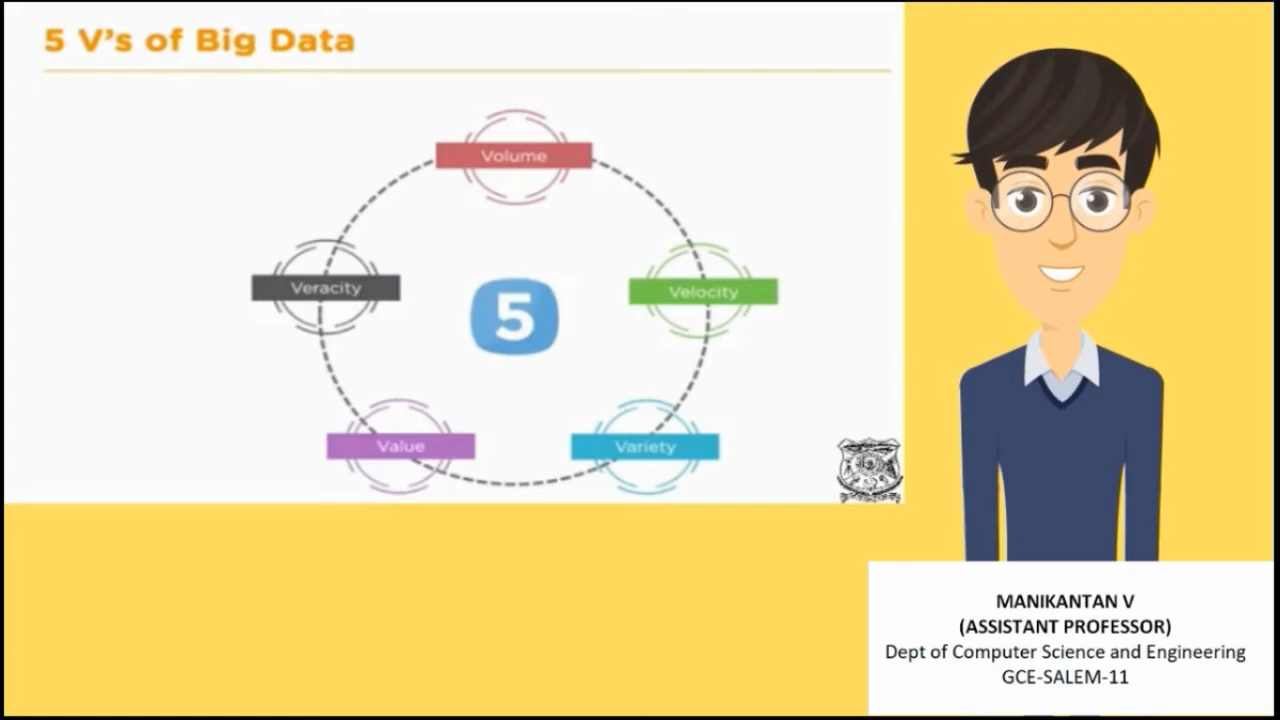 5 V's of Big Data
Volume
Veracity
5
Velocity
Value
Variety
MANIKANTAN V
(ASSISTANT PROFESSOR)
Dept of Computer Science and Engineering
GCE-SALEM-11